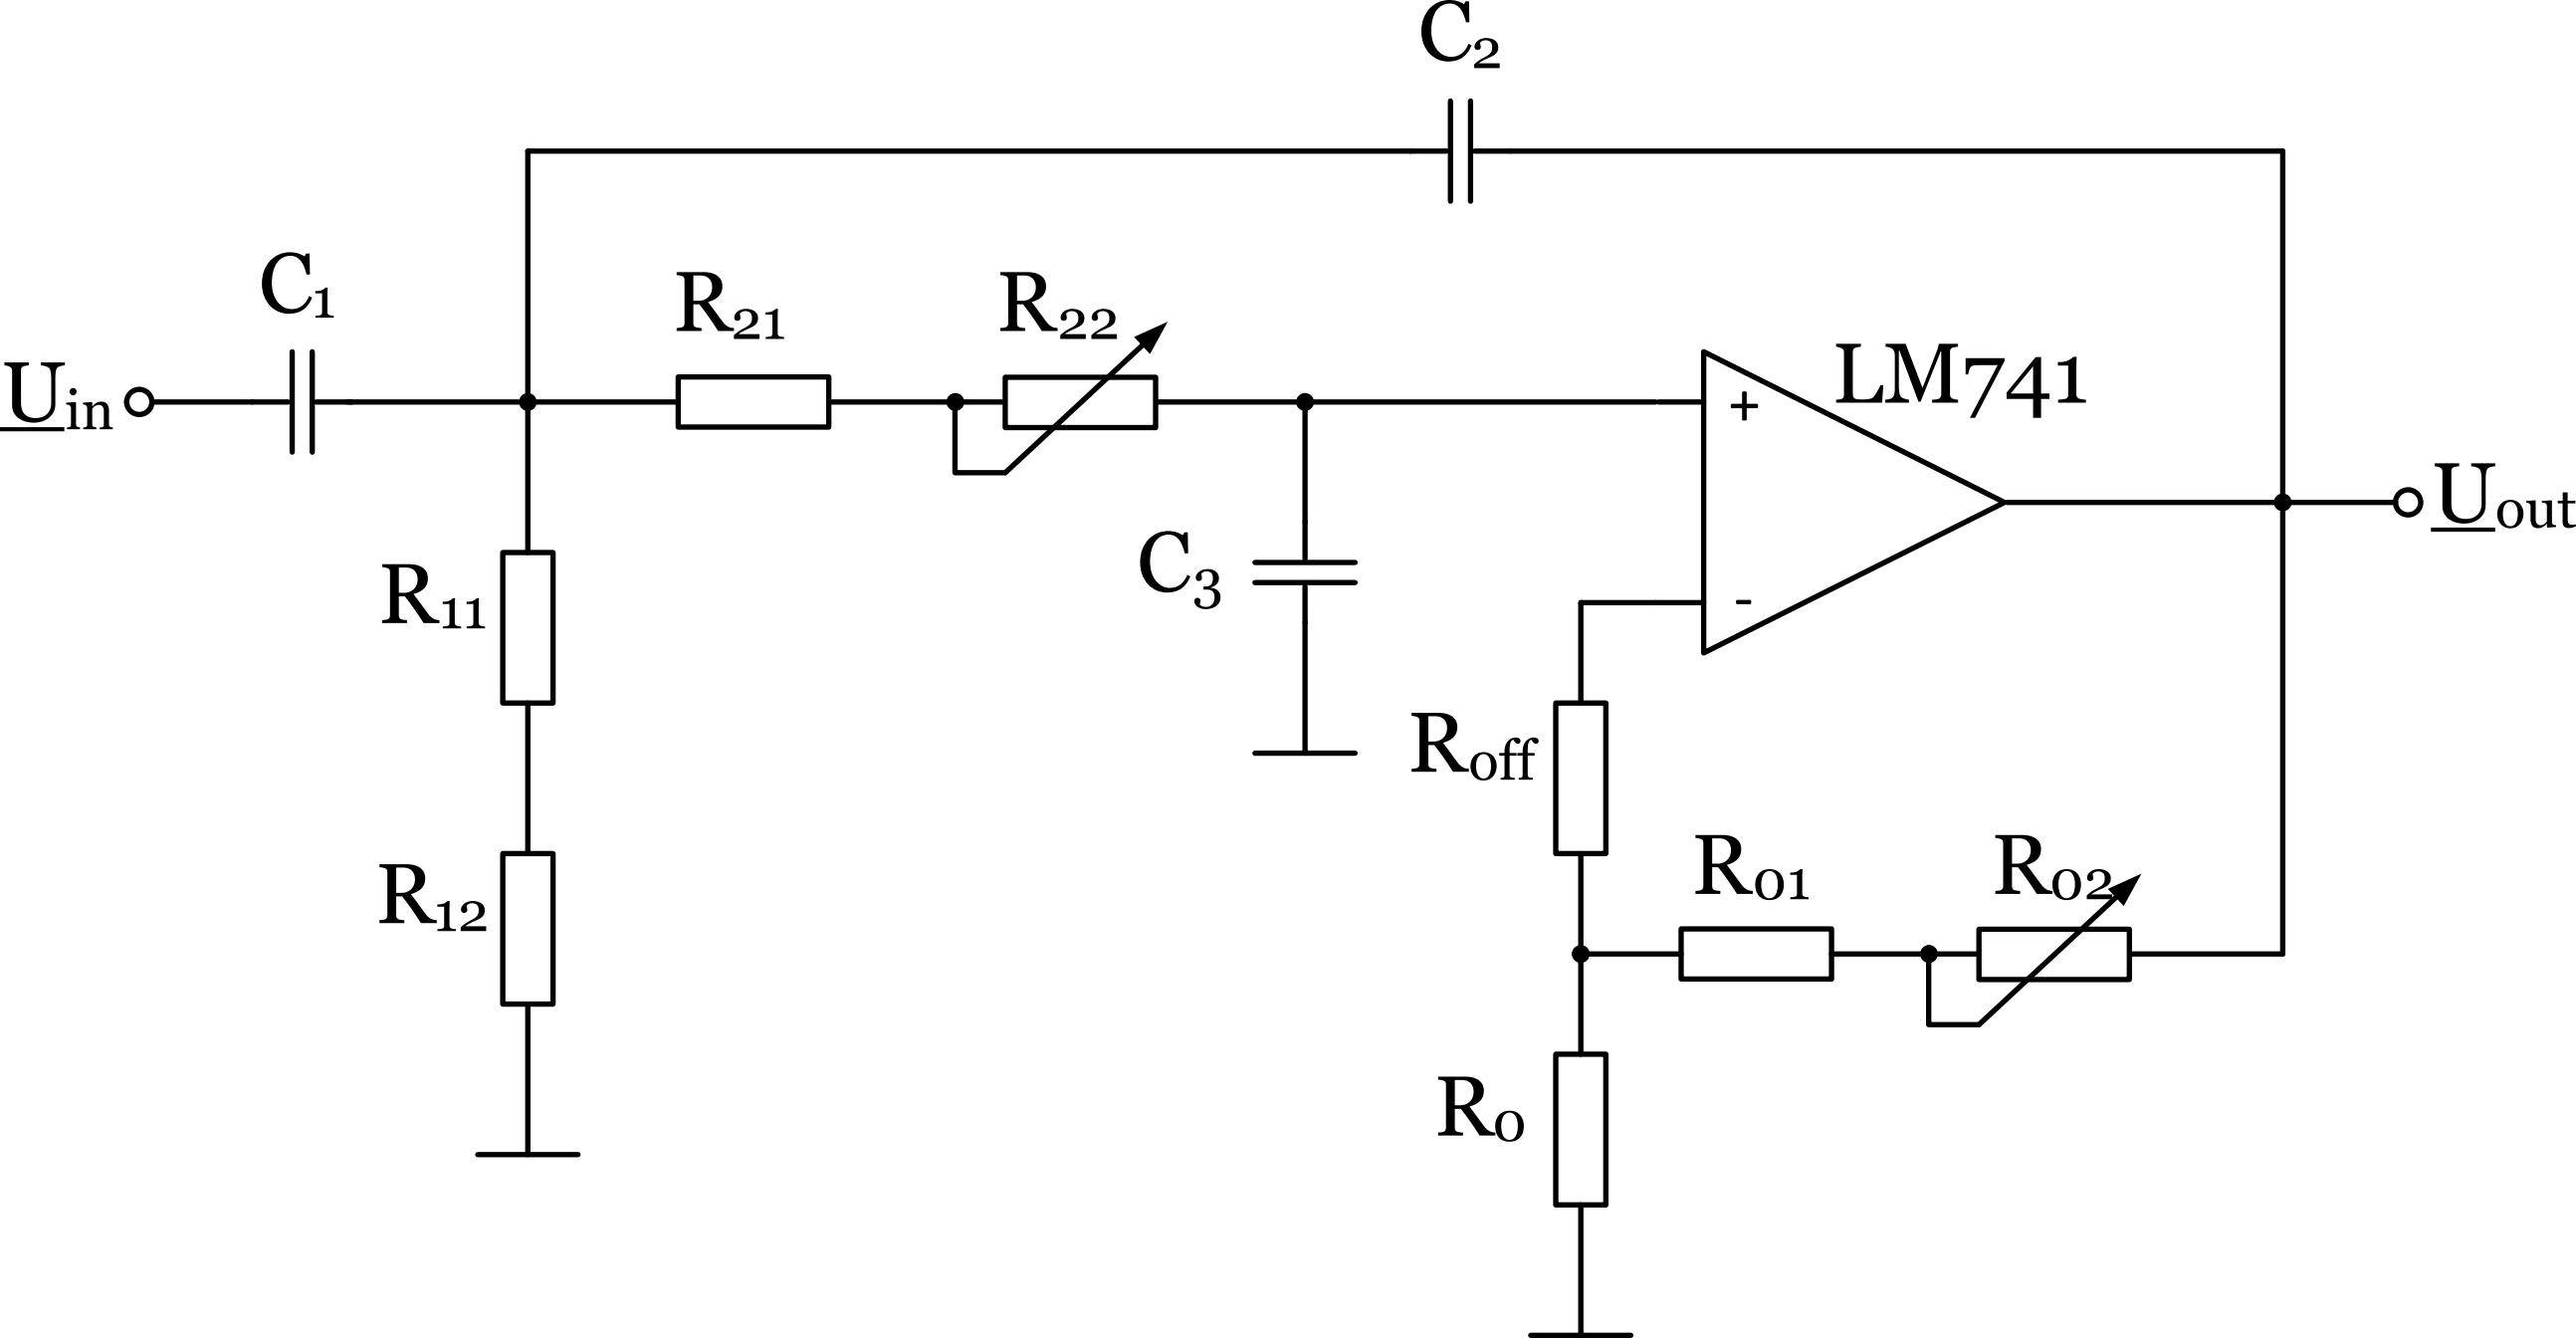 C2
C1
R21
R22
LM741
Uin
+
Uout
C3
R11
-
Roff
R01
R02
R12
R0